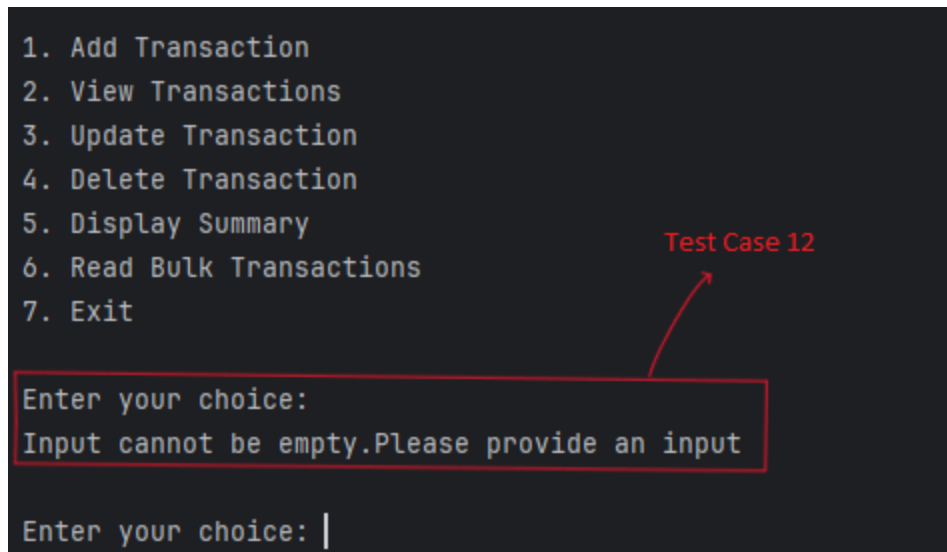 1. Add Transaction
2. View Transactions
3. Update Transaction
4. Delete Transaction
5. Display Summary
Test Case 12
6. Read Bulk Transactions
7. Exit
Enter your choice:
Input cannot be empty.Please provide an input
Enter your choice: